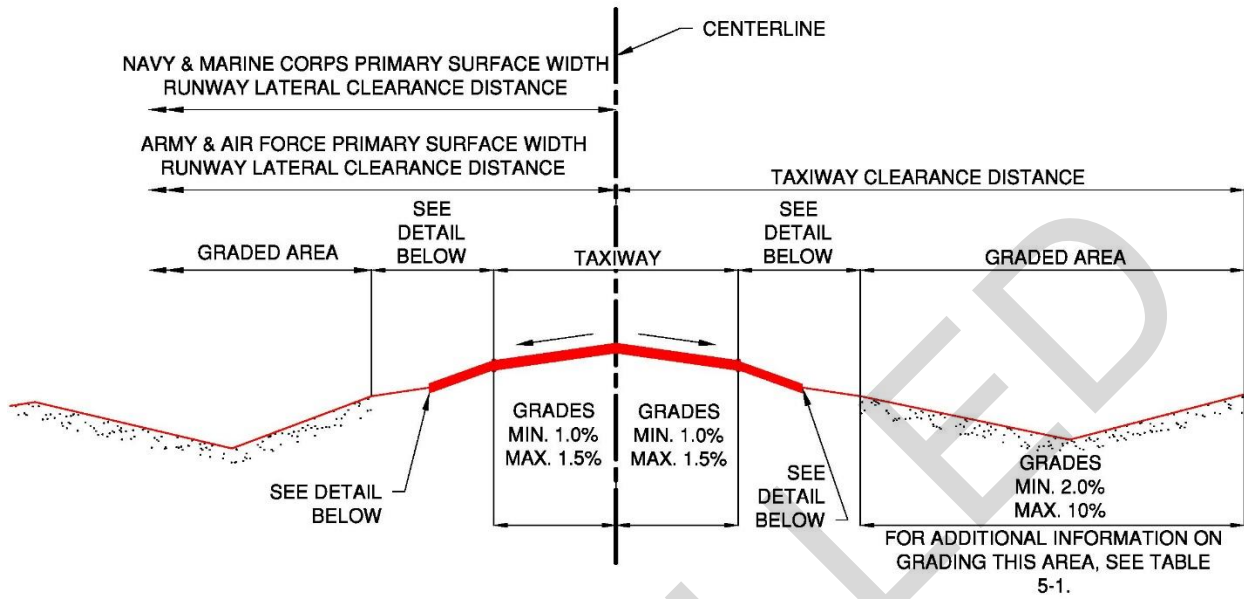 CENTERLINE
NAVY & MARINE CORPS PRIMARY SURFACE WIDTH
RUNWAY LATERAL CLEARANCE DISTANCE
ARMY & AIR FORCE PRIMARY SURFACE WIDTH
RUNWAY LATERAL CLEARANCE DISTANCE
TAXIWAY CLEARANCE DISTANCE
SEE
DETAIL
BELOW
SEE
DETAIL
BELOW
GRADED AREA
TAXIWAY
GRADED AREA
GRADES
MIN. 1.0%
MAX. 1.5%
GRADES
MIN. 1.0%
MAX. 1.5%
SEE DETAIL
BELOW
SEE
DETAIL
BELOW
GRADES
MIN. 2.0%
MAX. 10%
FOR ADDITIONAL INFORMATION ON
GRADING THIS AREA, SEE TABLE
5-1.